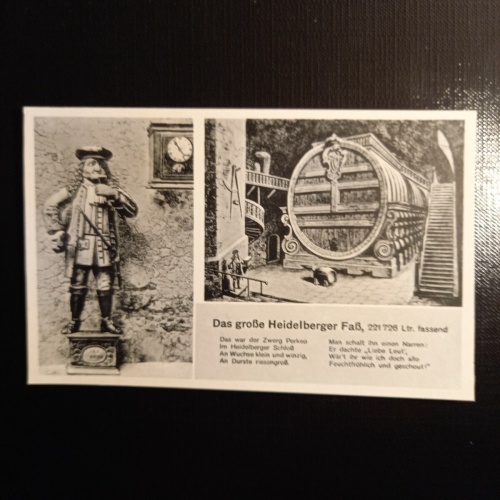 Das große Heidelberger Faß, 221 726 Ltr. fassend
Das war der Zwerg Perkeo
Im Heidelberger Schloß
An Wuchse klein und winzig,
An Durste riesengroß.
Man schalt ihn einen Narren:
Er dachte „Liebe Leut',
Wär't ihr wie ich doch alle
Feuchtfröhlich und gescheut!"